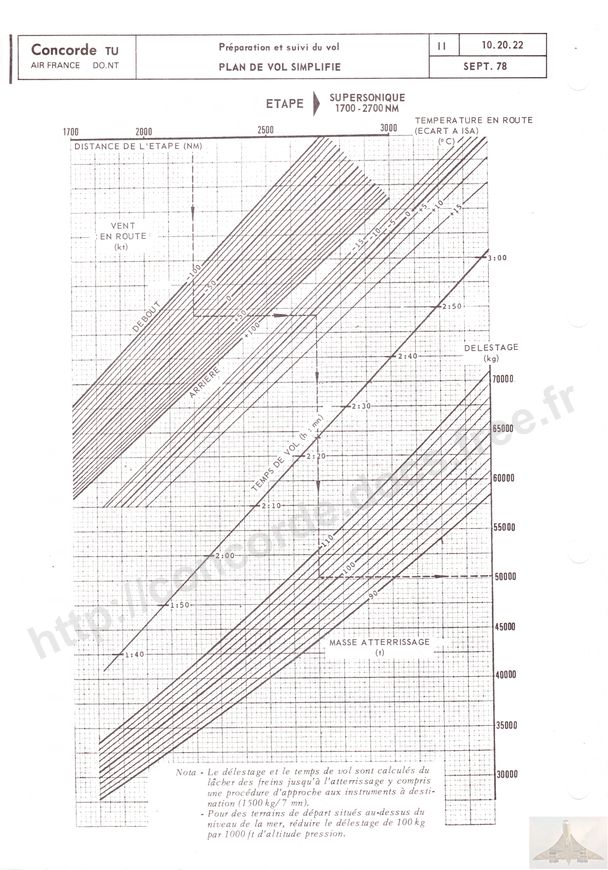 Concorde TU
AIR FRANCE DO.NT
Préparation et suivi du vol
PLAN DE VOL SIMPLIFIE
II
10.20.22
SEPT. 78
ETAPE
SUPERSONIQUE
1700 - 2700 NM
TEMPERATURE EN ROUTE
(ECART A ISA)
(°C)
1700
2000
2500
3000
DISTANCE DE L'ETAPE (NM)
VENT
EN ROUTE
(kt)
DEBOUT
ARRIERE
-100
-50
0
+50
+100
-15
-10
-5
0
+5
+10
+15
3:00
2:50
2:40
2:30
2:20
2:10
2:00
1:50
1:40
TEMPS DE VOL (h : mn)
DELESTAGE
(kg)
70000
65000
60000
55000
50000
45000
40000
35000
30000
110
100
90
MASSE ATTERRISSAGE
(t)
Nota - Le délestage et le temps de vol sont calculés du
lâcher des freins jusqu'à l'atterrissage y compris
une procédure d'approche aux instruments à desti-
nation (1500 kg/7 mn).
- Pour des terrains de départ situés au-dessus du
niveau de la mer, réduire le délestage de 100 kg
par 1000 ft d'altitude pression.
http://concorde.docs.free.fr